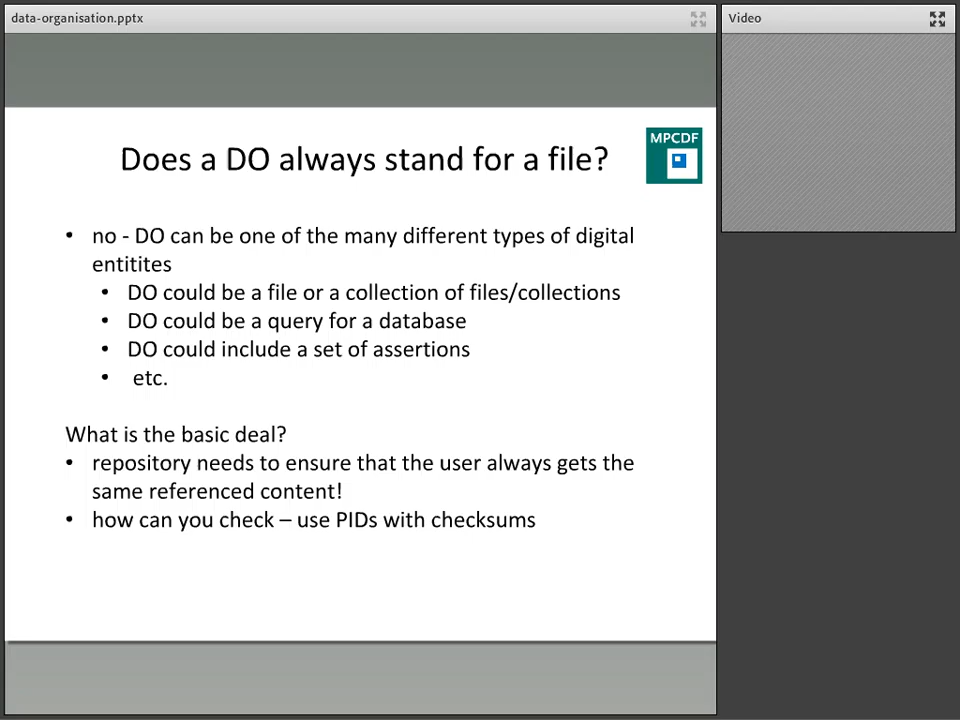 data-organisation.pptx
Video
MPCDF
Does a DO always stand for a file?
• no - DO can be one of the many different types of digital
entitites
• DO could be a file or a collection of files/collections
• DO could be a query for a database
• DO could include a set of assertions
• etc.
What is the basic deal?
• repository needs to ensure that the user always gets the
same referenced content!
• how can you check – use PIDs with checksums